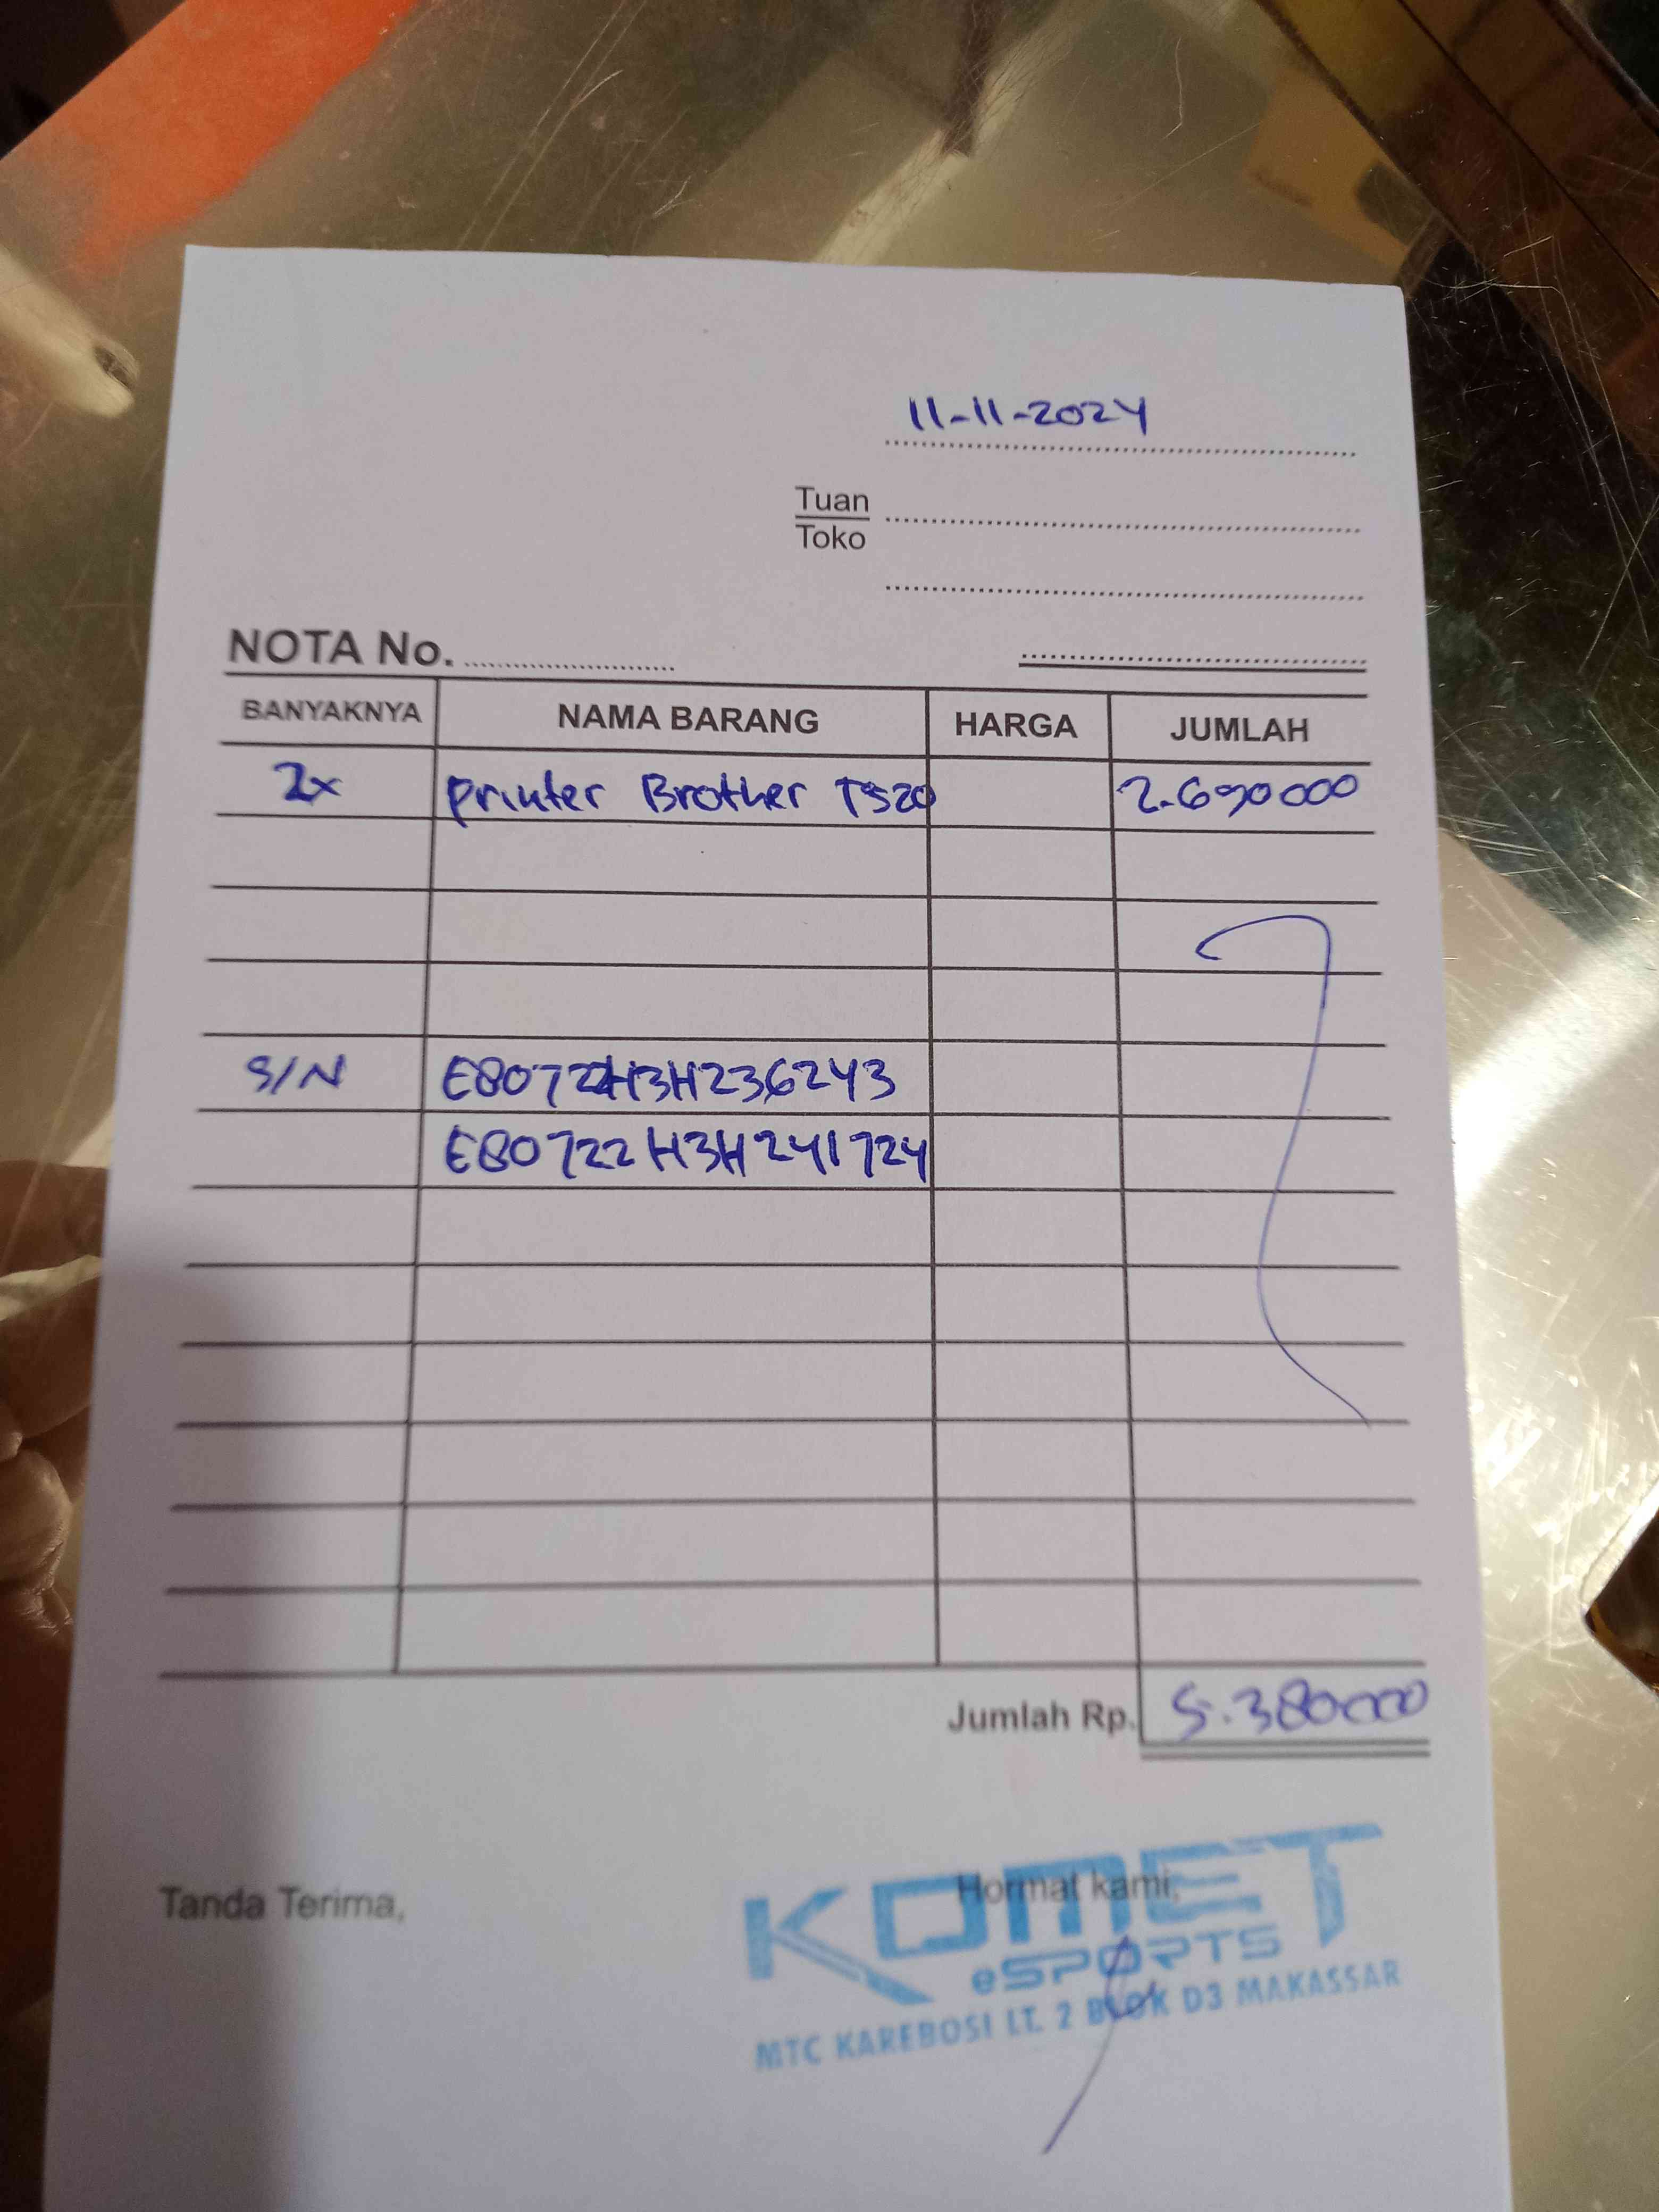 11-11-2024
Tuan
Toko
NOTA No.
BANYAKNYA NAMA BARANG HARGA JUMLAH
2x Printer Brother T520 2.690000
S/N E80722H3H236243
E80722H3H241724
Jumlah Rp. 5.380000
Tanda Terima, Hormat kami,
KOMET
eSPORTS
MTC KAREBOSI LT. 2 BLOK D3 MAKASSAR